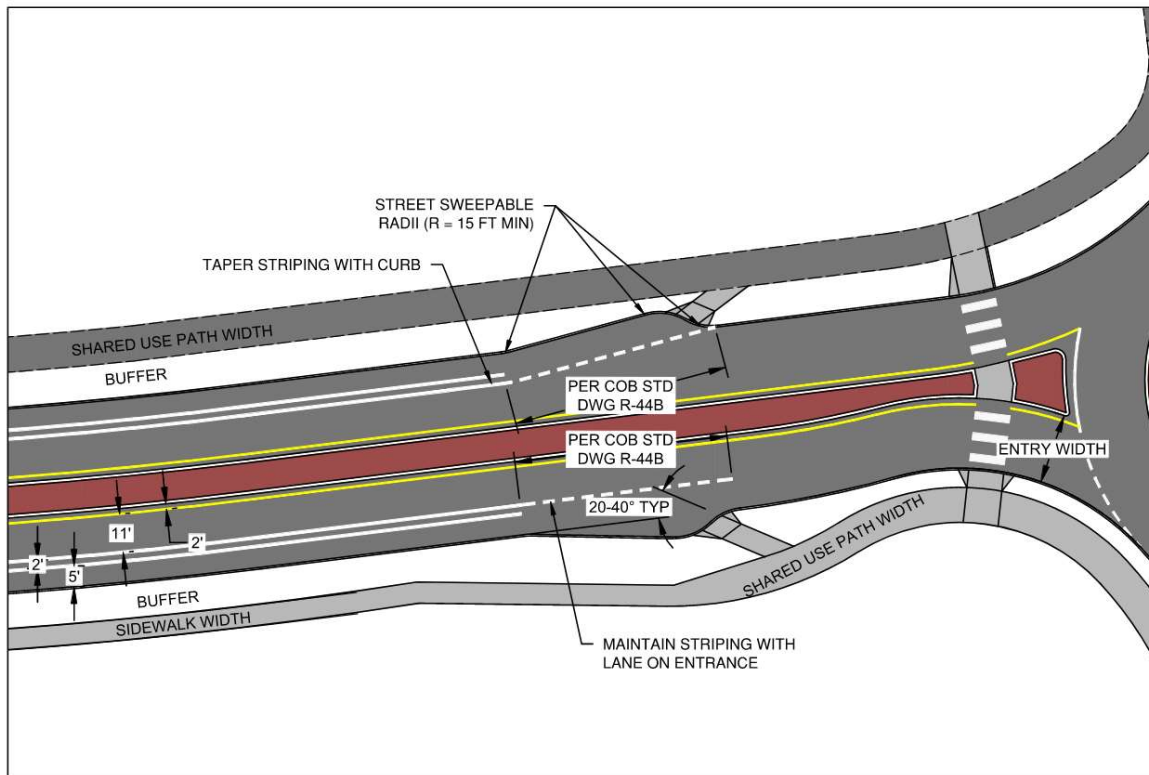 STREET SWEEPABLE
RADII (R = 15 FT MIN)
TAPER STRIPING WITH CURB
SHARED USE PATH WIDTH
BUFFER
PER COB STD
DWG R-44B
PER COB STD
DWG R-44B
ENTRY WIDTH
20-40° TYP
11'
2'
2'
5'
BUFFER
SIDEWALK WIDTH
SHARED USE PATH WIDTH
MAINTAIN STRIPING WITH
LANE ON ENTRANCE